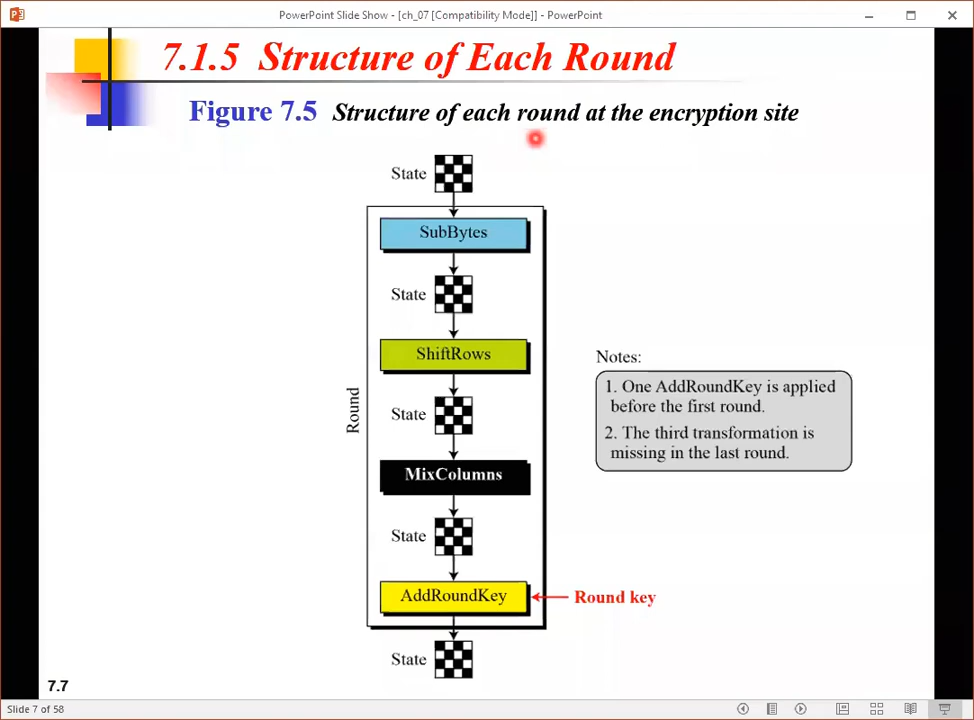 PowerPoint Slide Show - [ch_07 [Compatibility Mode]] - PowerPoint
7.1.5 Structure of Each Round
Figure 7.5 Structure of each round at the encryption site
State
SubBytes
State
ShiftRows
State
Round
MixColumns
State
AddRoundKey
Round key
State
Notes:
1. One AddRoundKey is applied
before the first round.
2. The third transformation is
missing in the last round.
7.7
Slide 7 of 58